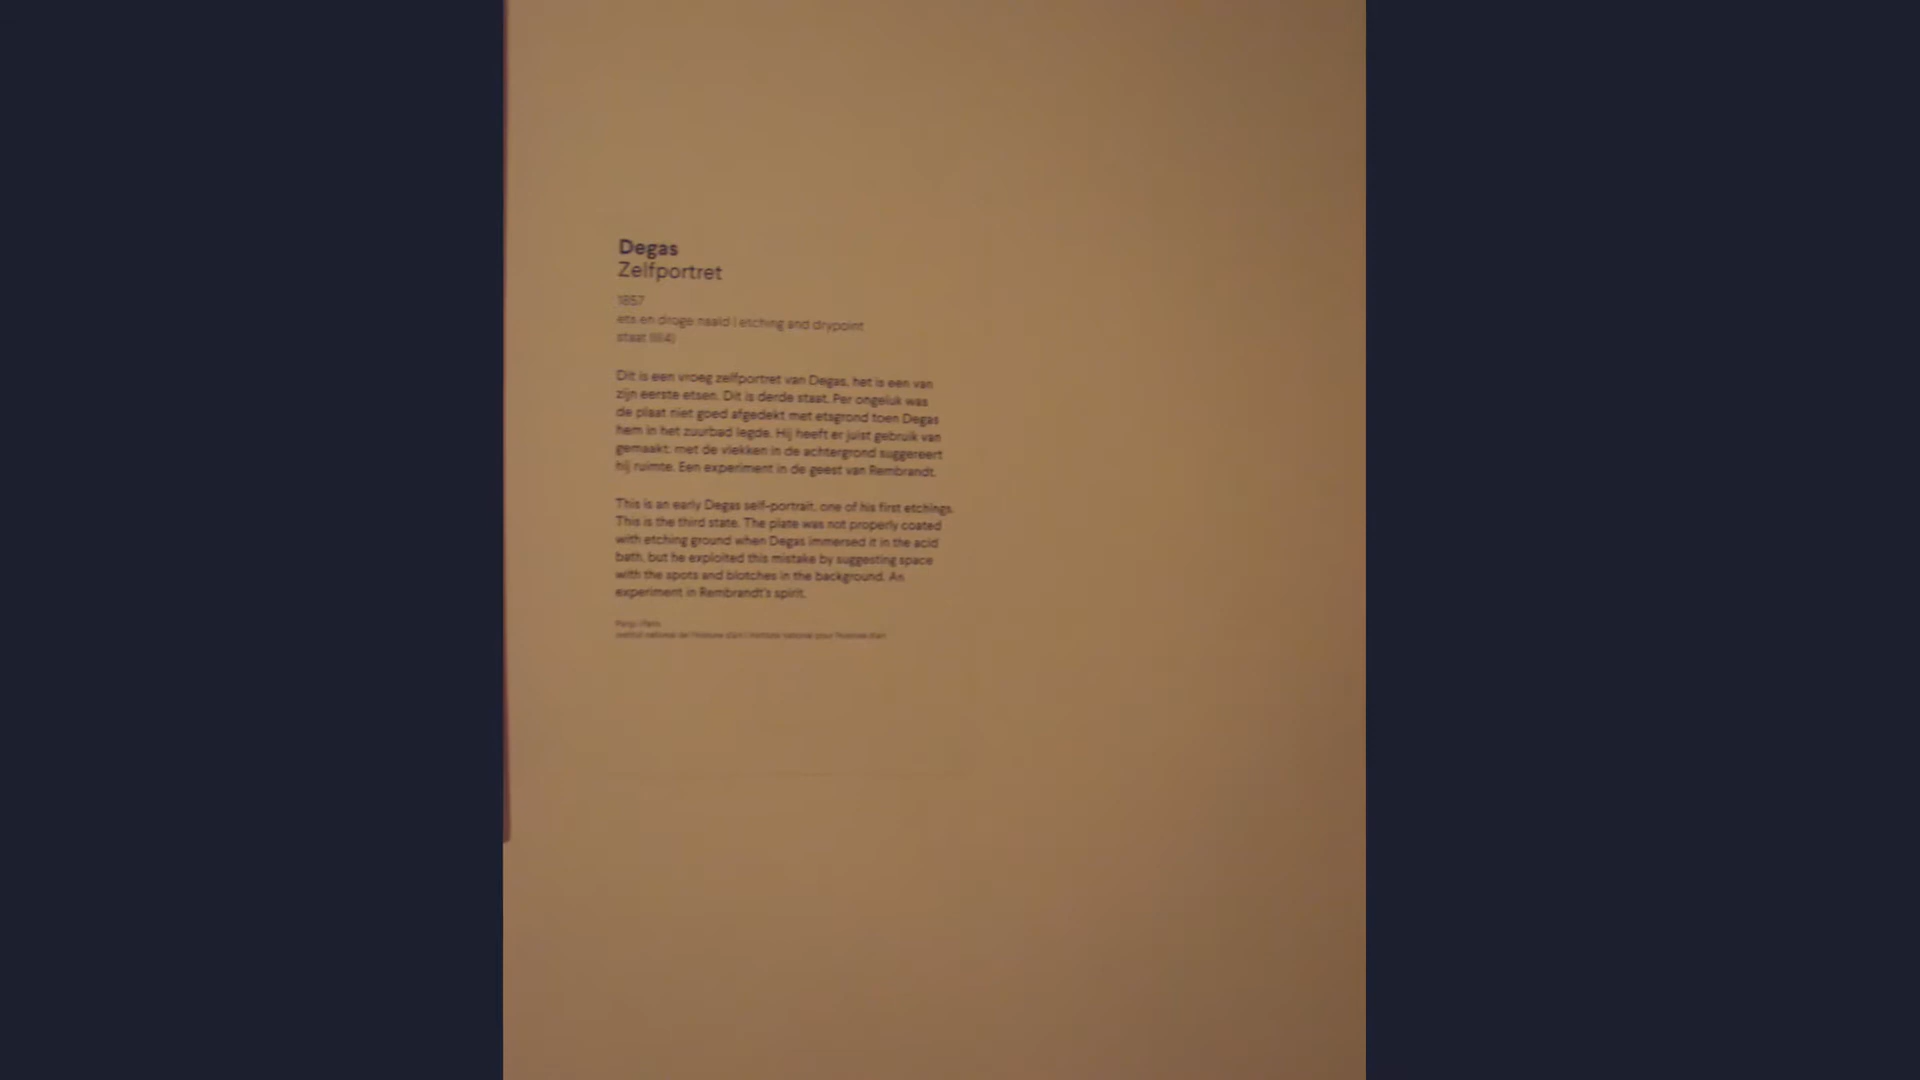 Degas
Zelfportret
1857
ets en droge naald | etching and drypoint
staat III(4)
Dit is een vroeg zelfportret van Degas, het is een van
zijn eerste etsen. Dit is derde staat. Per ongeluk was
de plaat niet goed afgedekt met etsgrond toen Degas
hem in het zuurbad legde. Hij heeft er juist gebruik van
gemaakt: met de vlekken in de achtergrond suggereert
hij ruimte. Een experiment in de geest van Rembrandt.
This is an early Degas self-portrait, one of his first etchings.
This is the third state. The plate was not properly coated
with etching ground when Degas immersed it in the acid
bath, but he exploited this mistake by suggesting space
with the spots and blotches in the background. An
experiment in Rembrandt's spirit.